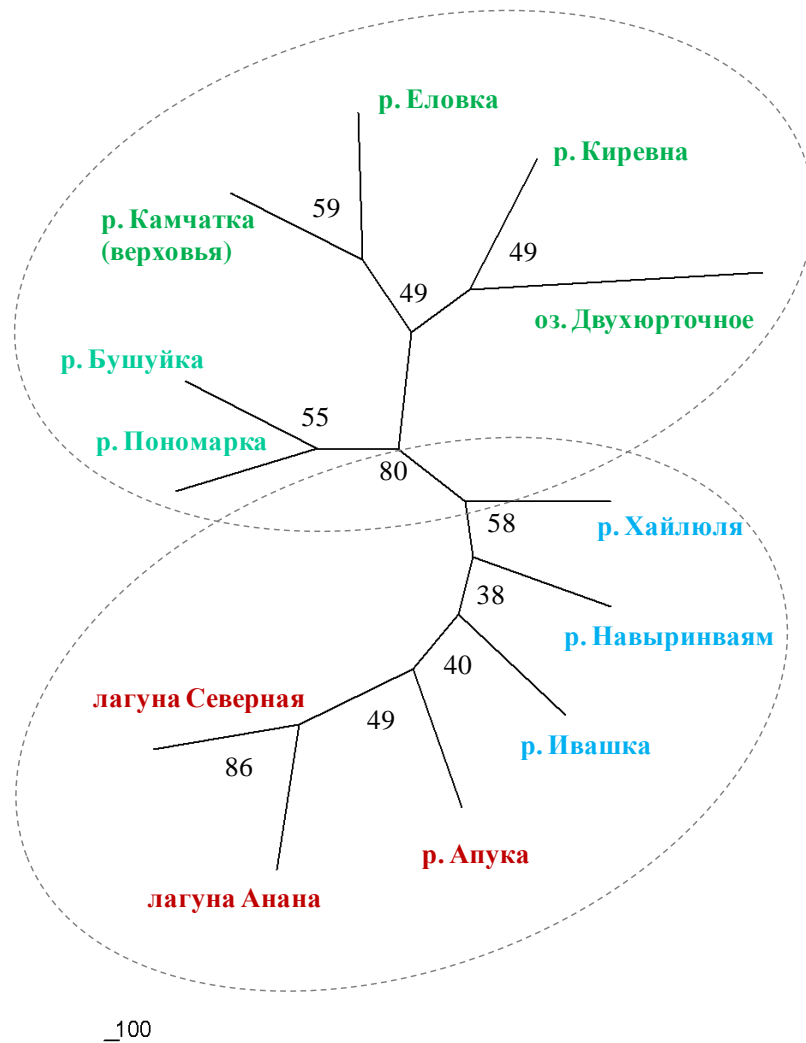 р. Еловка
р. Киревна
р. Камчатка
(верховья)
59
49
49
оз. Двухюрточное
р. Бушуйка
55
р. Пономарка
80
58
р. Хайлюля
38
р. Навыринваям
40
лагуна Северная
49
р. Ивашка
86
р. Апука
лагуна Анана
_100